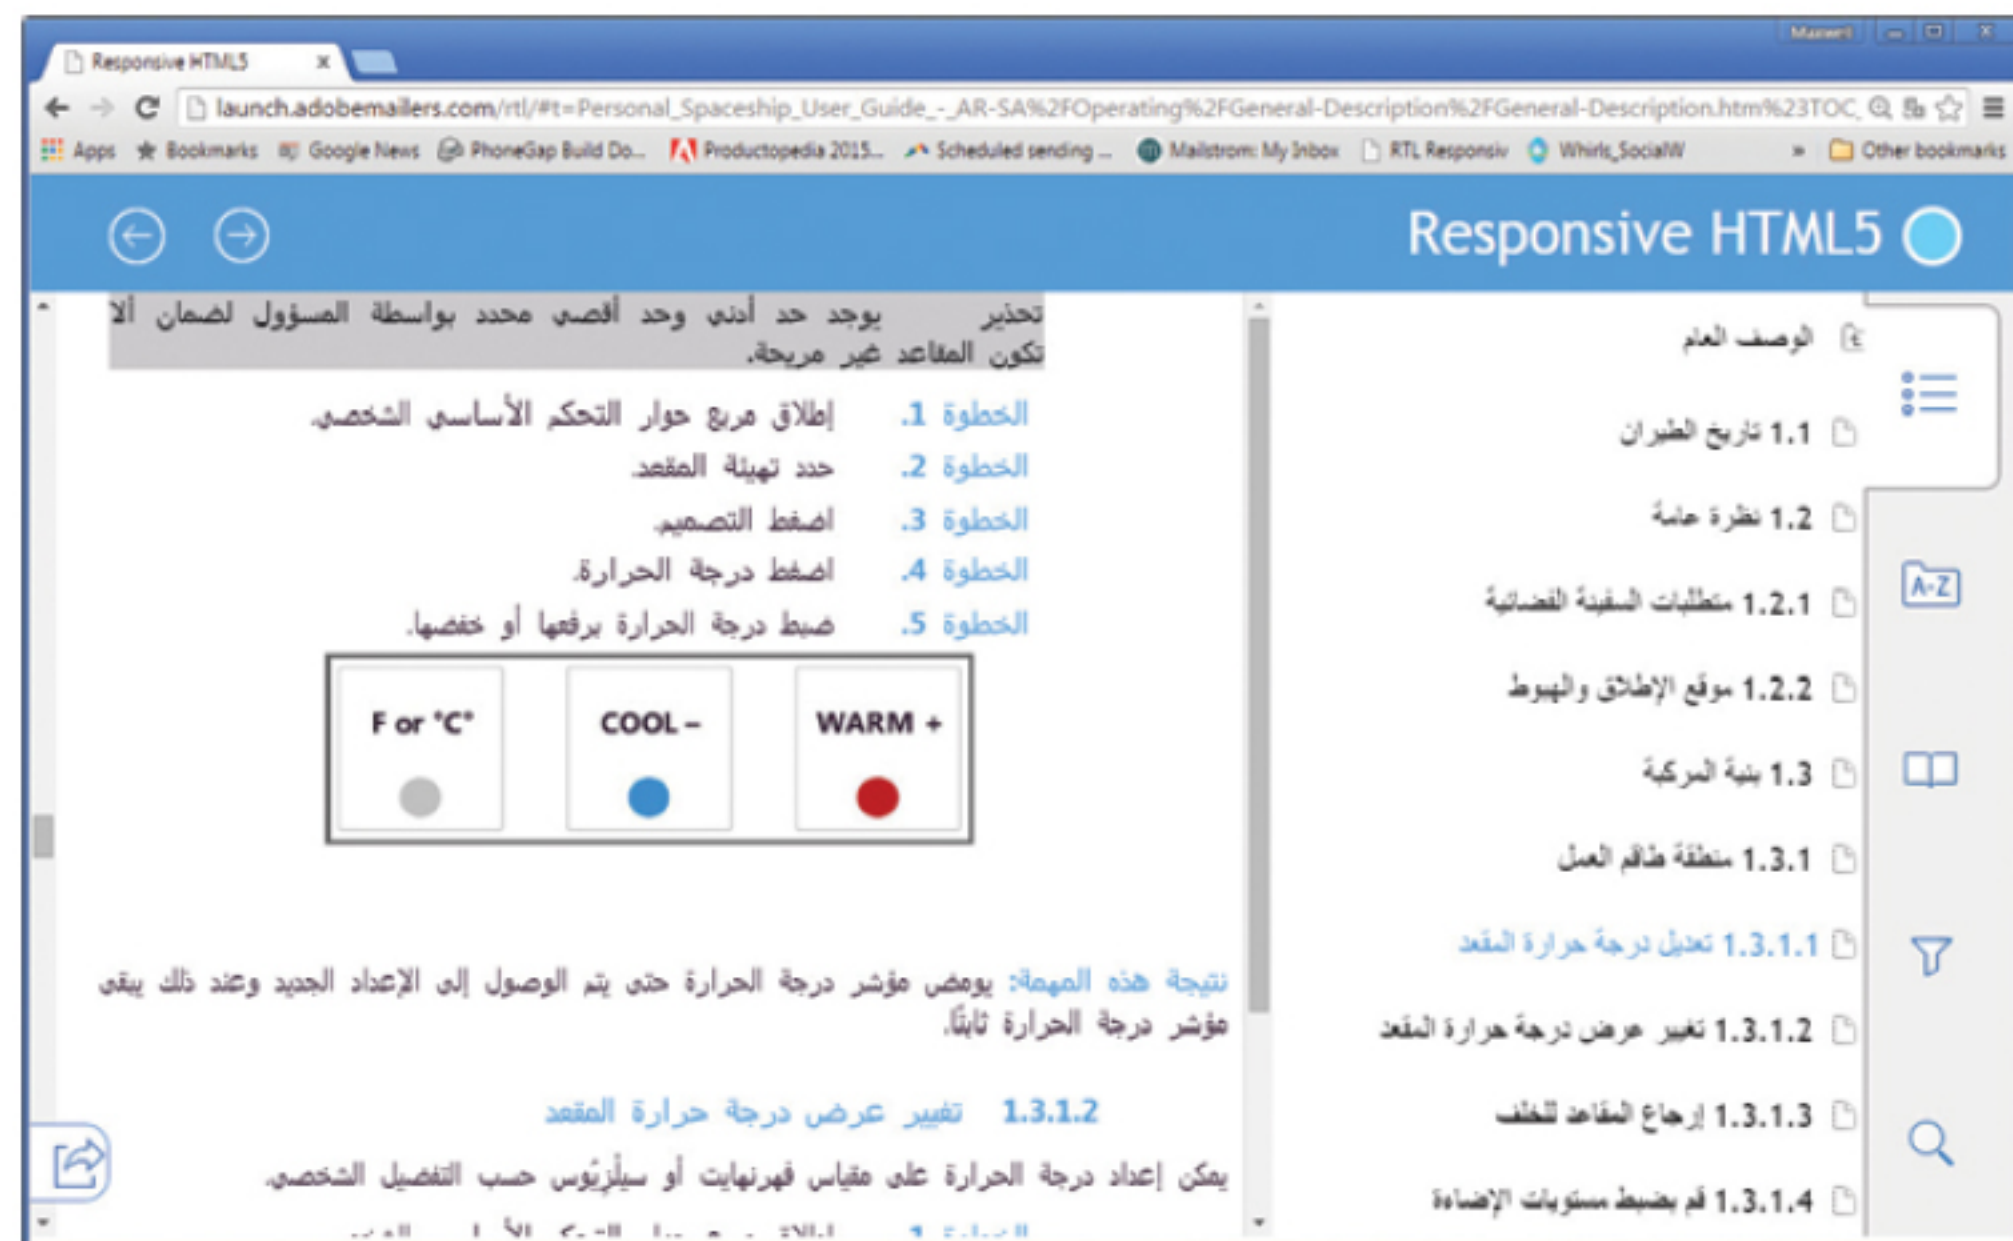 Maxwell
Responsive HTML5
launch.adobemailers.com/rtl/#t=Personal_Spaceship_User_Guide_-_AR-SA%2FOperating%2FGeneral-Description%2FGeneral-Description.htm%23TOC_
Apps Bookmarks Google News PhoneGap Build Do... Productopedia 2015... Scheduled sending ... Mailstrom: My Inbox RTL Responsiv Whirls_SocialW » Other bookmarks
Responsive HTML5
الوصف العام
1.1 تاريخ الطيران
1.2 نظرة عامة
1.2.1 متطلبات السفينة الفضائية
1.2.2 موقع الإطلاق والهبوط
1.3 بنية المركبة
1.3.1 منطقة طاقم العمل
1.3.1.1 تعديل درجة حرارة المقعد
1.3.1.2 تغيير عرض درجة حرارة المقعد
1.3.1.3 إرجاع المقاعد للخلف
1.3.1.4 قم بضبط مستويات الإضاءة
A-Z
تحذير يوجد حد أدنى وحد أقصى محدد بواسطة المسؤول لضمان ألا
تكون المقاعد غير مريحة.
الخطوة 1. إطلاق مربع حوار التحكم الأساسي الشخصي.
الخطوة 2. حدد تهيئة المقعد.
الخطوة 3. اضغط التصميم.
الخطوة 4. اضغط درجة الحرارة.
الخطوة 5. ضبط درجة الحرارة برفعها أو خفضها.
F or °C° COOL – WARM +
نتيجة هذه المهمة: يومض مؤشر درجة الحرارة حتى يتم الوصول إلى الإعداد الجديد وعند ذلك يبقى
مؤشر درجة الحرارة ثابتًا.
1.3.1.2 تغيير عرض درجة حرارة المقعد
يمكن إعداد درجة الحرارة على مقياس فهرنهايت أو سيلْزِيُوس حسب التفضيل الشخصي.